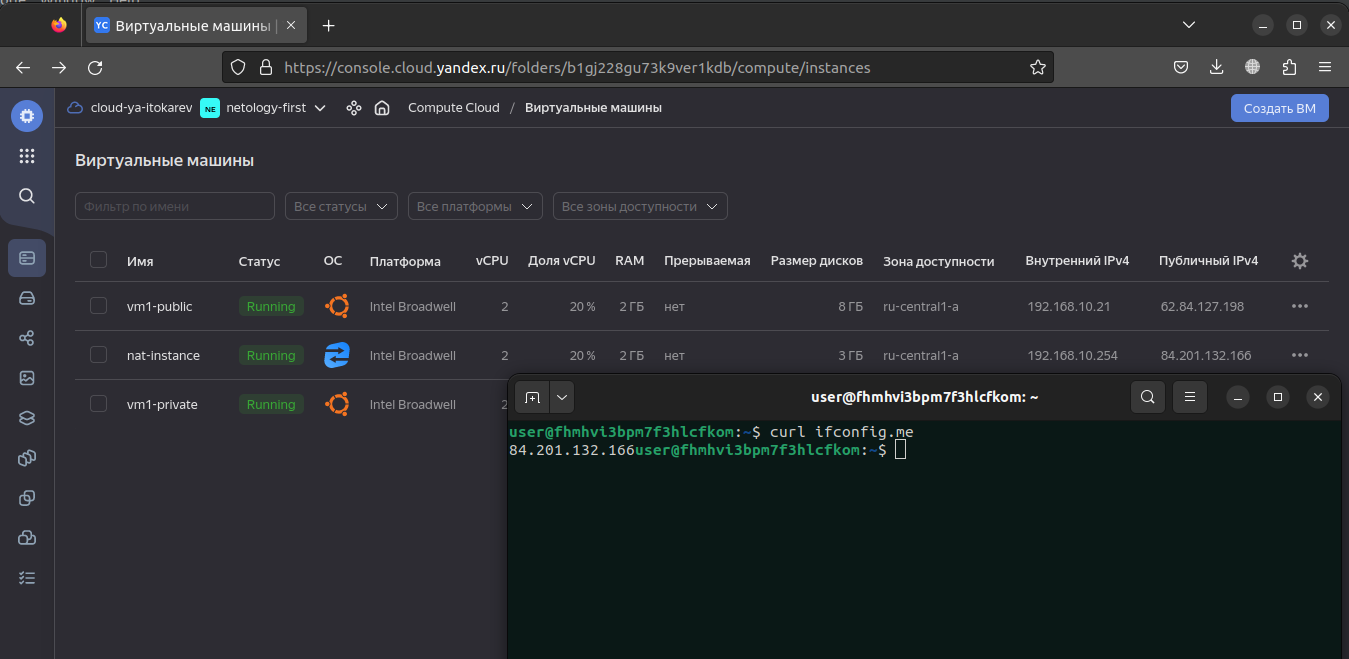 YC Виртуальные машины |
https://console.cloud.yandex.ru/folders/b1gj228gu73k9ver1kdb/compute/instances
cloud-ya-itokarev NE netology-first Compute Cloud / Виртуальные машины Создать ВМ
Виртуальные машины
Фильтр по имени Все статусы Все платформы Все зоны доступности
Имя Статус ОС Платформа vCPU Доля vCPU RAM Прерываемая Размер дисков Зона доступности Внутренний IPv4 Публичный IPv4
vm1-public Running Intel Broadwell 2 20 % 2 ГБ нет 8 ГБ ru-central1-a 192.168.10.21 62.84.127.198
nat-instance Running Intel Broadwell 2 20 % 2 ГБ нет 3 ГБ ru-central1-a 192.168.10.254 84.201.132.166
vm1-private Running Intel Broadwell 2
user@fhmhvi3bpm7f3hlcfkom: ~
user@fhmhvi3bpm7f3hlcfkom:~$ curl ifconfig.me
84.201.132.166user@fhmhvi3bpm7f3hlcfkom:~$